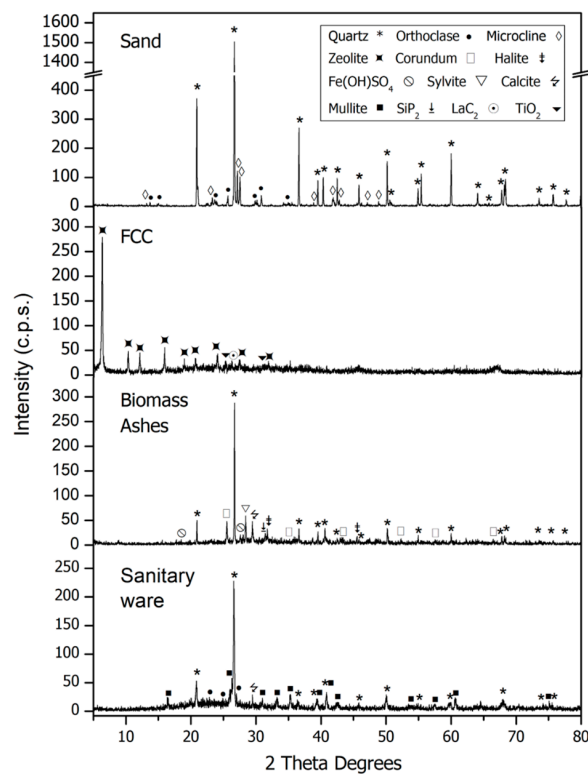 Intensity (c.p.s.)
1600
1500
400
300
200
100
0
Sand
Quartz * Orthoclase • Microcline ◊
Zeolite ✖ Corundum □ Halite ‡
Fe(OH)SO₄ ⊘ Sylvite ▽ Calcite ↯
Mullite ■ SiP₂ ⤓ LaC₂ ⊙ TiO₂ ▼
300
250
200
150
100
50
0
FCC
300
250
200
150
100
50
0
Biomass
Ashes
250
200
150
100
50
0
Sanitary
ware
10 20 30 40 50 60 70 80
2 Theta Degrees